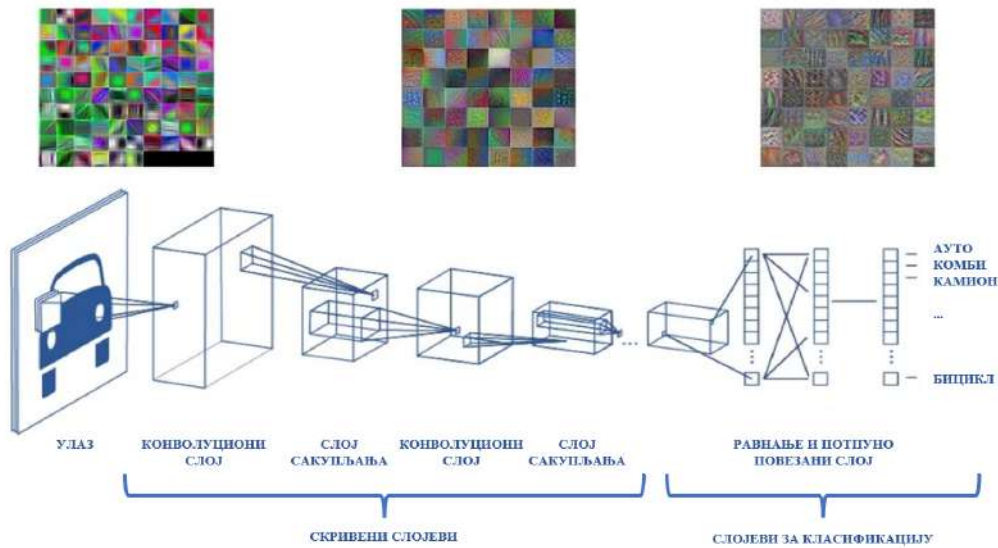 АУТО
КОМБИ
КАМИОН
...
БИЦИКЛ
УЛАЗ
КОНВОЛУЦИОНИ
СЛОЈ
СЛОЈ
САКУПЉАЊА
КОНВОЛУЦИОНИ
СЛОЈ
СЛОЈ
САКУПЉАЊА
РАВНАЊЕ И ПОТПУНО
ПОВЕЗАНИ СЛОЈ
СКРИВЕНИ СЛОЈЕВИ
СЛОЈЕВИ ЗА КЛАСИФИКАЦИЈУ